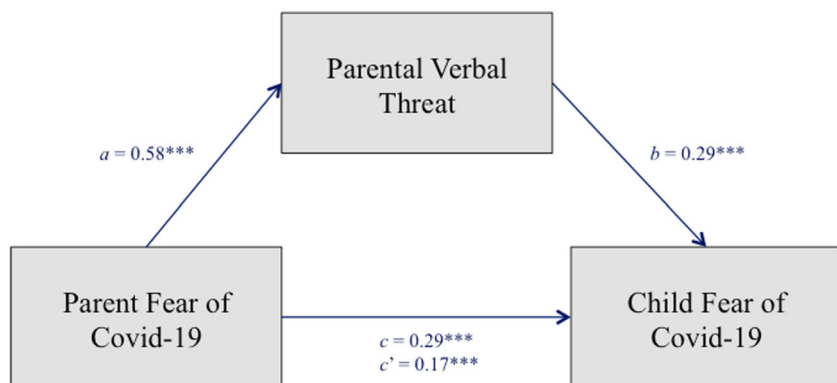 Parental Verbal
Threat
a = 0.58***
b = 0.29***
Parent Fear of
Covid-19
Child Fear of
Covid-19
c = 0.29***
c’ = 0.17***